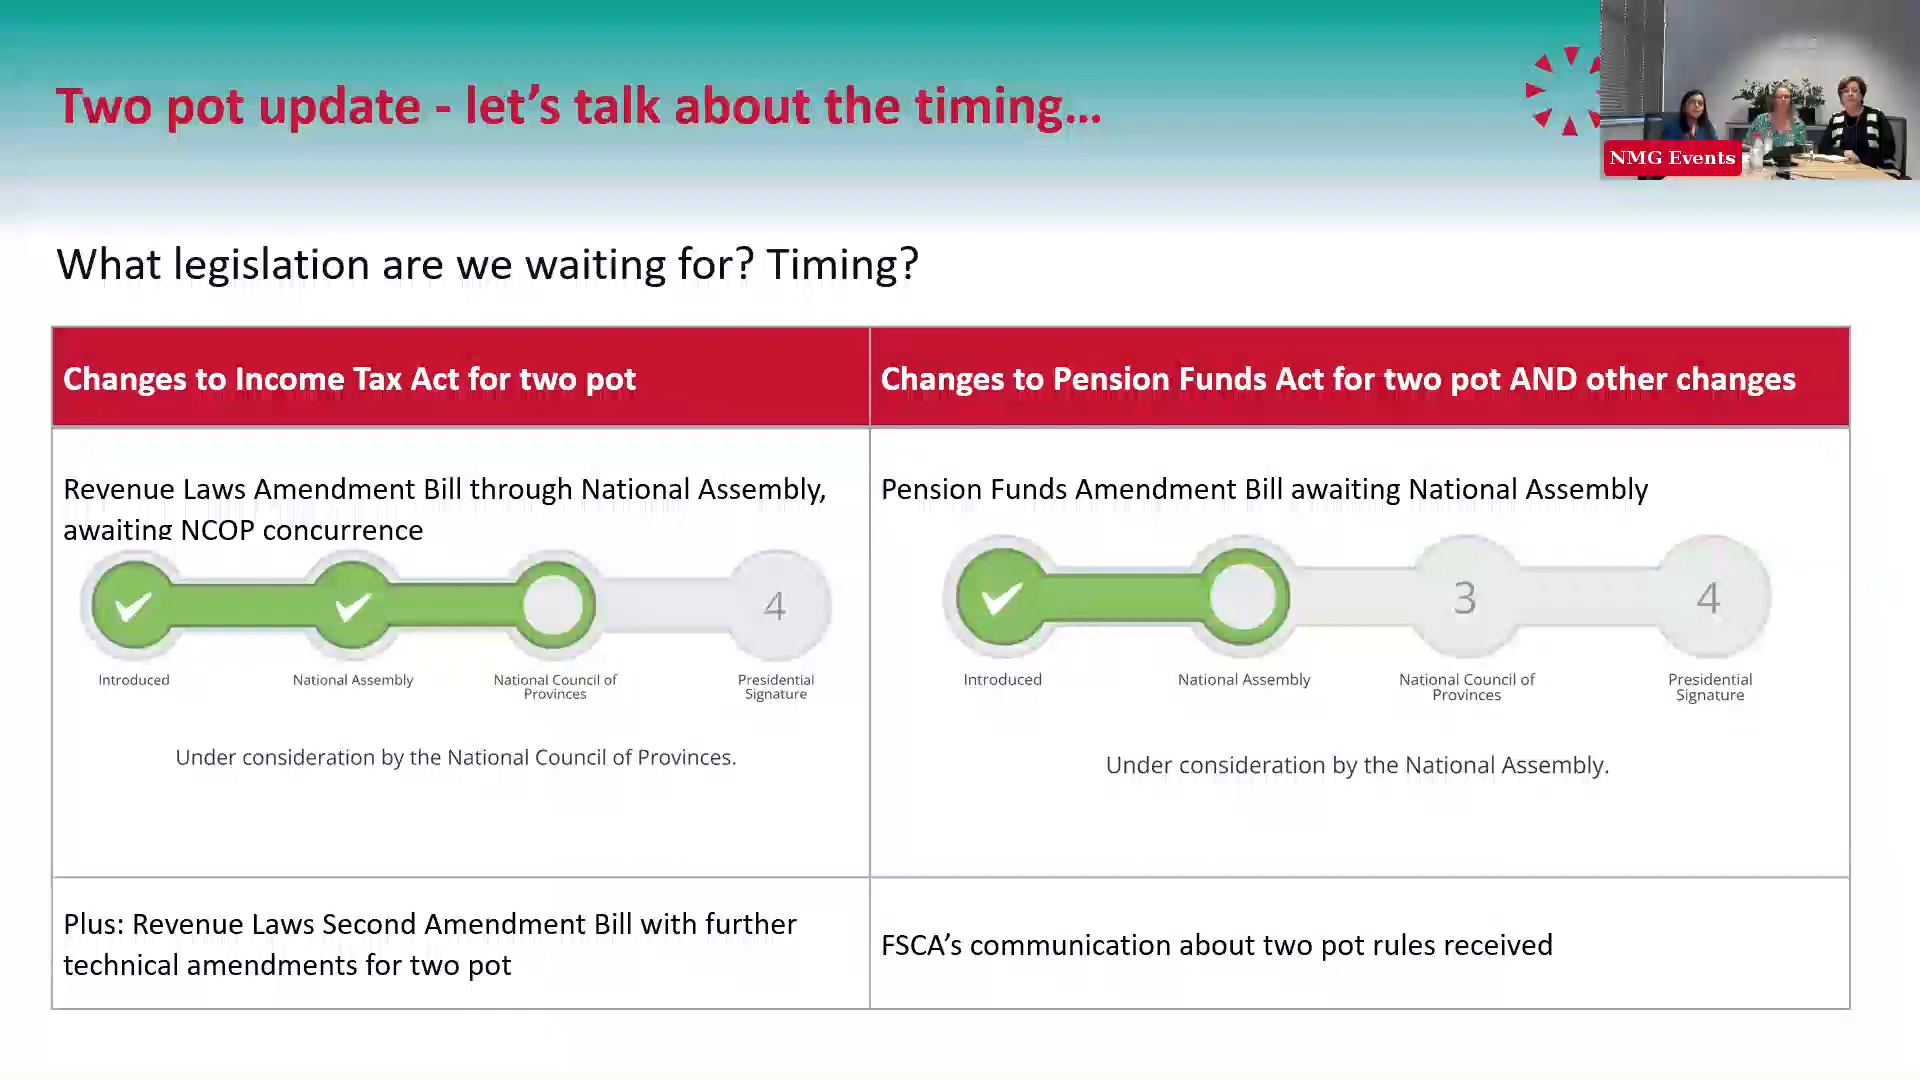 Two pot update - let's talk about the timing...
NMG Events
What legislation are we waiting for? Timing?
Changes to Income Tax Act for two pot
Changes to Pension Funds Act for two pot AND other changes
Revenue Laws Amendment Bill through National Assembly,
awaiting NCOP concurrence
4
Introduced
National Assembly
National Council of
Provinces
Presidential
Signature
Under consideration by the National Council of Provinces.
Pension Funds Amendment Bill awaiting National Assembly
3
4
Introduced
National Assembly
National Council of
Provinces
Presidential
Signature
Under consideration by the National Assembly.
Plus: Revenue Laws Second Amendment Bill with further
technical amendments for two pot
FSCA's communication about two pot rules received